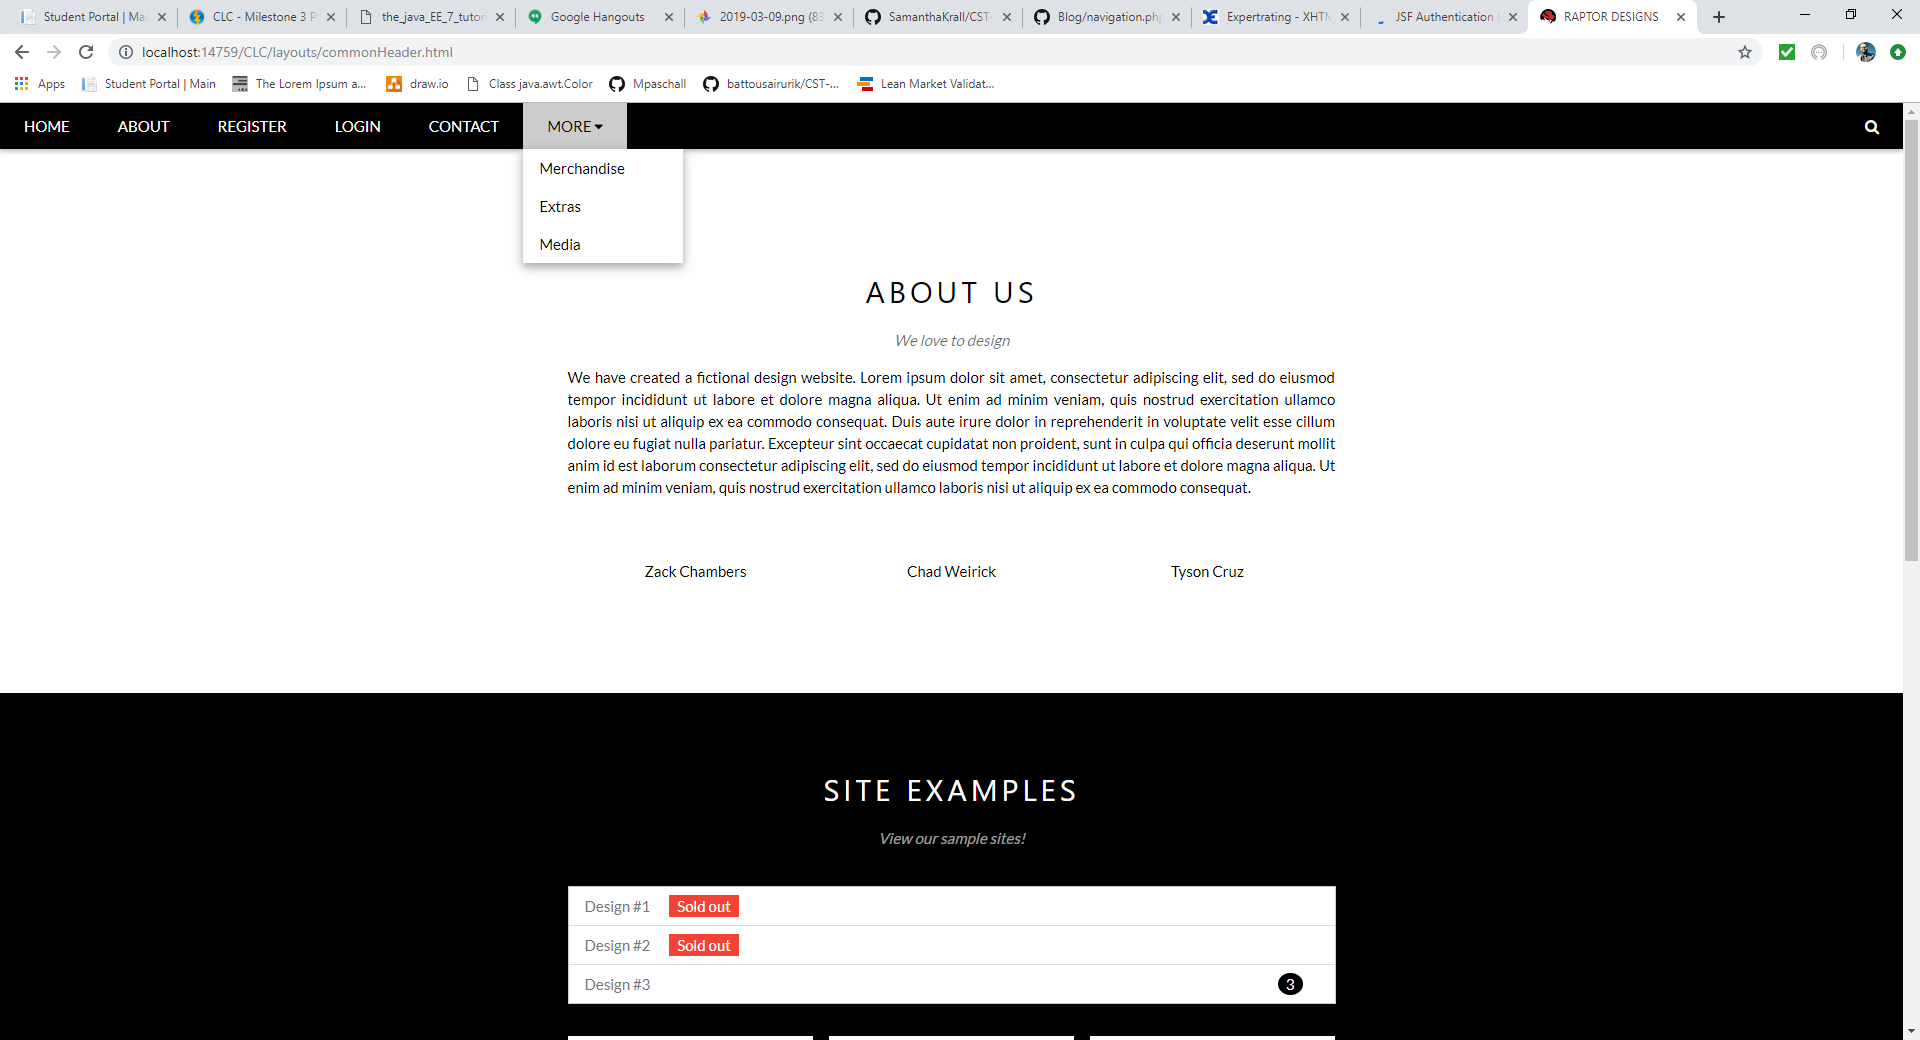 Student Portal | Mai
CLC - Milestone 3 P
the_java_EE_7_tutor
Google Hangouts
2019-03-09.png (83
SamanthaKrall/CST-
Blog/navigation.php
Expertrating - XHTM
JSF Authentication
RAPTOR DESIGNS
localhost:14759/CLC/layouts/commonHeader.html
Apps
Student Portal | Main
The Lorem Ipsum a...
draw.io
Class java.awt.Color
Mpaschall
battousairurik/CST-...
Lean Market Validat...
HOME
ABOUT
REGISTER
LOGIN
CONTACT
MORE
Merchandise
Extras
Media
ABOUT US
We love to design
We have created a fictional design website. Lorem ipsum dolor sit amet, consectetur adipiscing elit, sed do eiusmod
tempor incididunt ut labore et dolore magna aliqua. Ut enim ad minim veniam, quis nostrud exercitation ullamco
laboris nisi ut aliquip ex ea commodo consequat. Duis aute irure dolor in reprehenderit in voluptate velit esse cillum
dolore eu fugiat nulla pariatur. Excepteur sint occaecat cupidatat non proident, sunt in culpa qui officia deserunt mollit
anim id est laborum consectetur adipiscing elit, sed do eiusmod tempor incididunt ut labore et dolore magna aliqua. Ut
enim ad minim veniam, quis nostrud exercitation ullamco laboris nisi ut aliquip ex ea commodo consequat.
Zack Chambers
Chad Weirick
Tyson Cruz
SITE EXAMPLES
View our sample sites!
Design #1 Sold out
Design #2 Sold out
Design #3 3